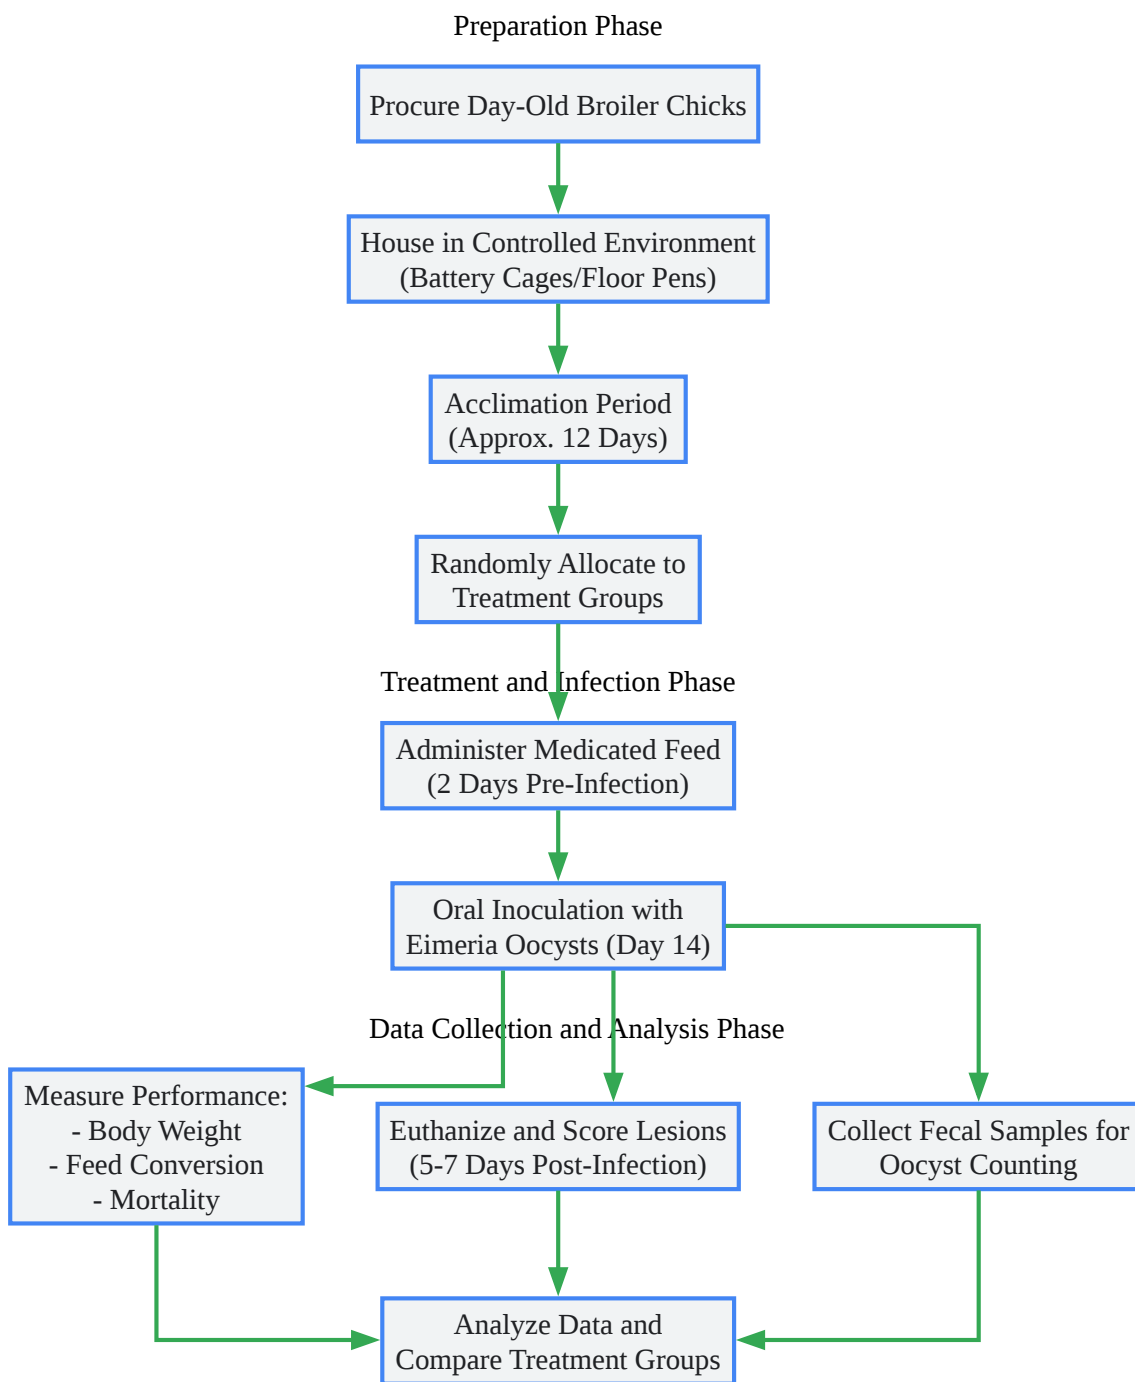 Preparation Phase
Procure Day-Old Broiler Chicks
House in Controlled Environment
(Battery Cages/Floor Pens)
Acclimation Period
(Approx. 12 Days)
Randomly Allocate to
Treatment Groups
Treatment and Infection Phase
Administer Medicated Feed
(2 Days Pre-Infection)
Oral Inoculation with
Eimeria Oocysts (Day 14)
Data Collection and Analysis Phase
Measure Performance:
- Body Weight
- Feed Conversion
- Mortality
Euthanize and Score Lesions
(5-7 Days Post-Infection)
Collect Fecal Samples for
Oocyst Counting
Analyze Data and
Compare Treatment Groups